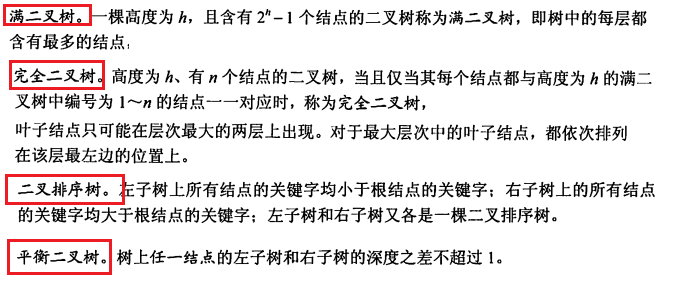 满二叉树。一棵高度为 h，且含有 2ʰ－1 个结点的二叉树称为满二叉树，即树中的每层都
含有最多的结点；
完全二叉树。高度为 h、有 n 个结点的二叉树，当且仅当其每个结点都与高度为 h 的满二
叉树中编号为 1～n 的结点一一对应时，称为完全二叉树，
叶子结点只可能在层次最大的两层上出现。对于最大层次中的叶子结点，都依次排列
在该层最左边的位置上。
二叉排序树。左子树上所有结点的关键字均小于根结点的关键字；右子树上的所有结点
的关键字均大于根结点的关键字；左子树和右子树又各是一棵二叉排序树。
平衡二叉树。树上任一结点的左子树和右子树的深度之差不超过 1。